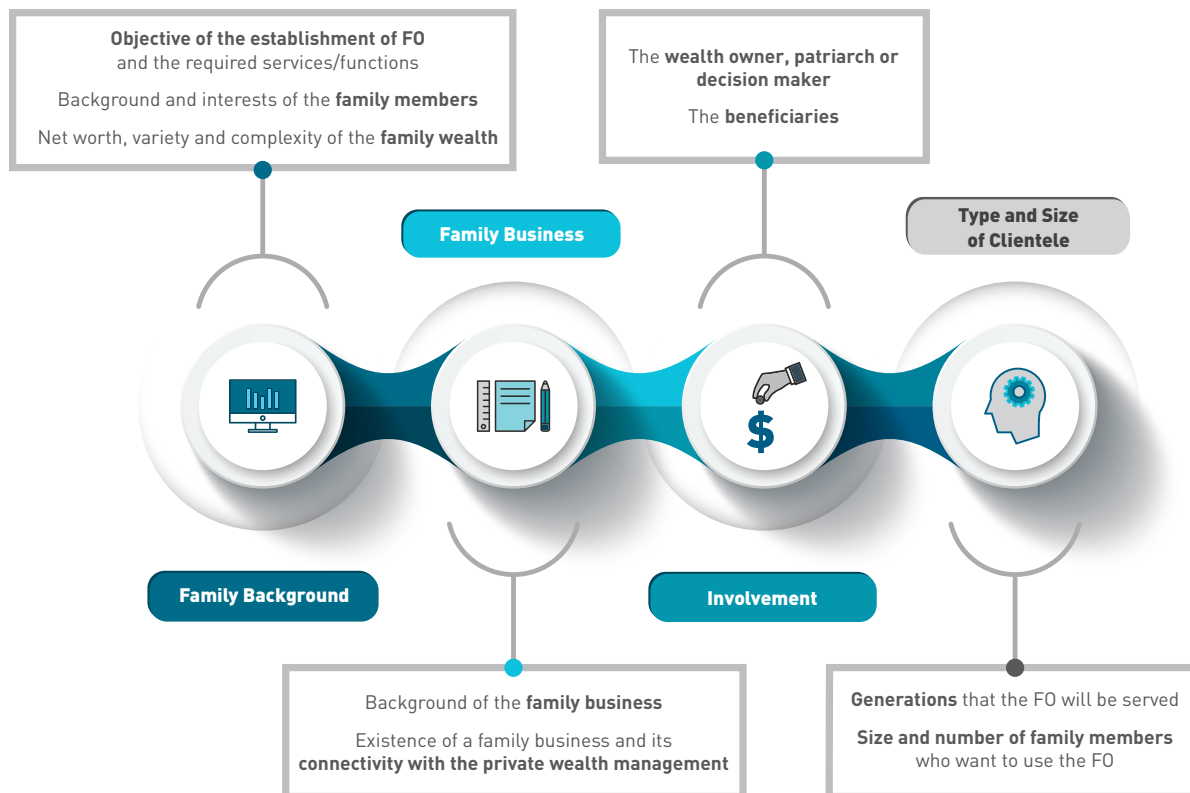 Objective of the establishment of FO
and the required services/functions
Background and interests of the family members
Net worth, variety and complexity of the family wealth
The wealth owner, patriarch or
decision maker
The beneficiaries
Family Business
Type and Size
of Clientele
$
Family Background
Involvement
Background of the family business
Existence of a family business and its
connectivity with the private wealth management
Generations that the FO will be served
Size and number of family members
who want to use the FO